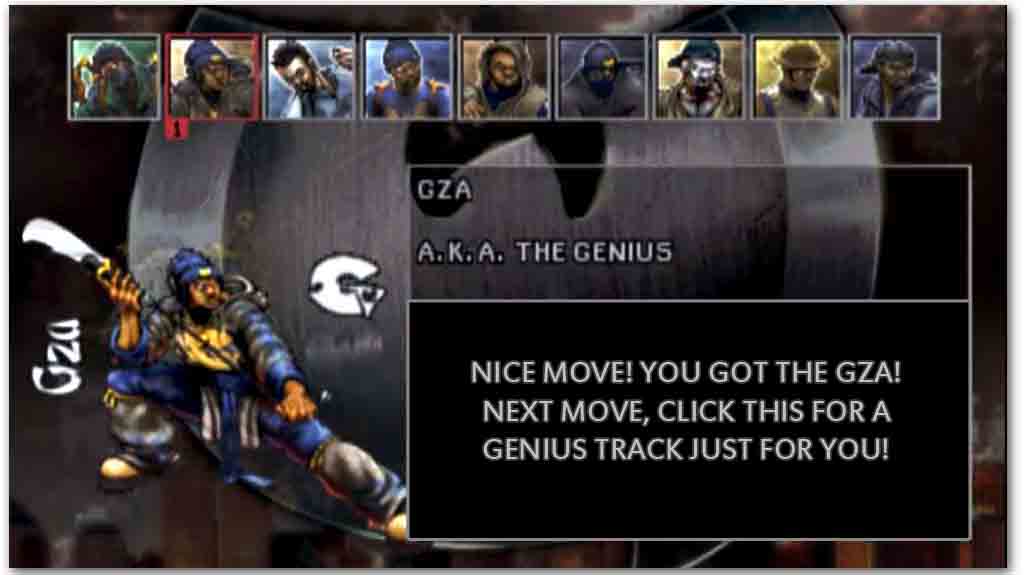 1
GZA
A.K.A. THE GENIUS
Gza
G
NICE MOVE! YOU GOT THE GZA!
NEXT MOVE, CLICK THIS FOR A
GENIUS TRACK JUST FOR YOU!